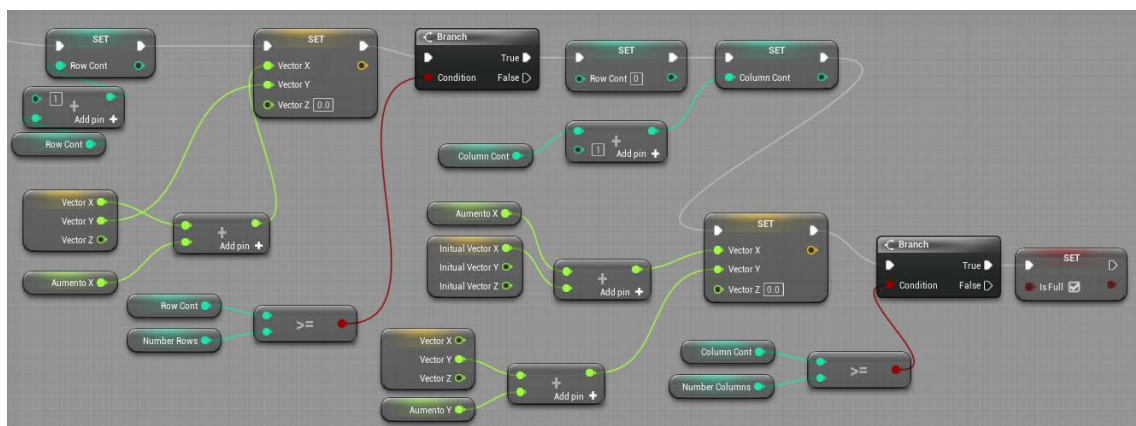 SET
Row Cont
1
+
Add pin +
Row Cont
Vector X
Vector Y
Vector Z
Aumento X
+
Add pin +
Row Cont
Number Rows
>=
SET
Vector X
Vector Y
Vector Z 0.0
Branch
True
Condition False
SET
Row Cont 0
SET
Column Cont
Column Cont
+
1
Add pin +
Aumento X
Initual Vector X
Initual Vector Y
Initual Vector Z
+
Add pin +
Vector X
Vector Y
Vector Z
Aumento Y
+
Add pin +
SET
Vector X
Vector Y
Vector Z 0.0
Column Cont
Number Columns
>=
Branch
True
Condition False
SET
Is Full